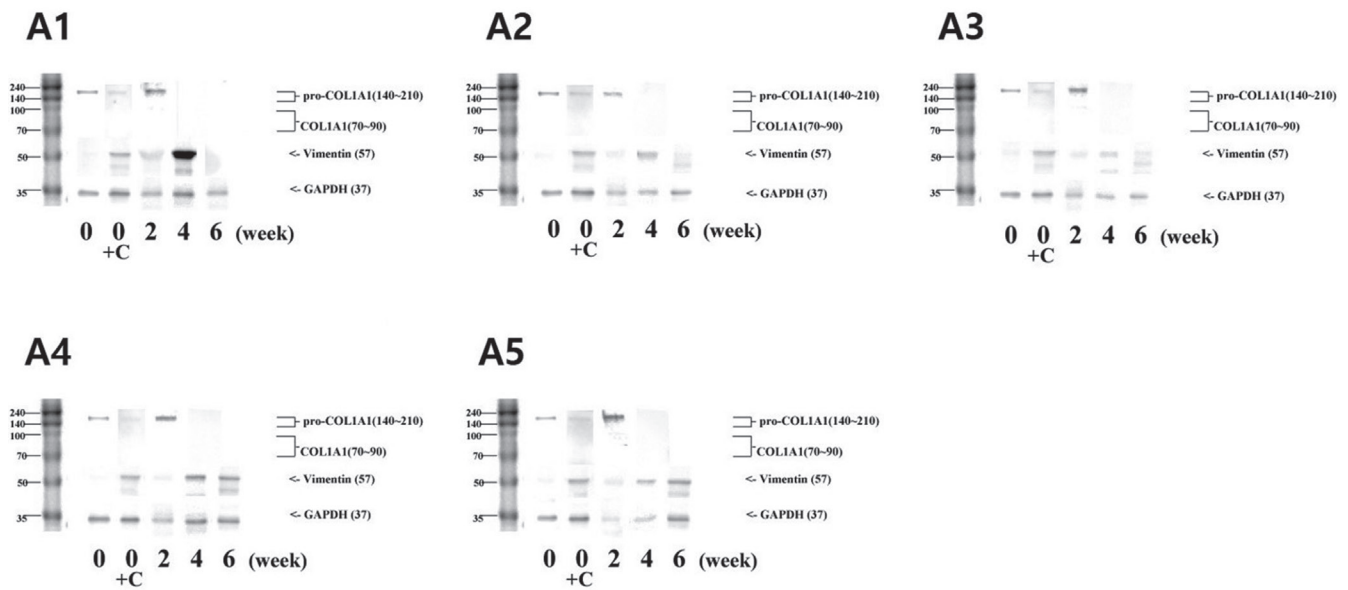 A1
240
140
100
70
50
35
pro-COL1A1(140~210)
COL1A1(70~90)
<- Vimentin (57)
<- GAPDH (37)
0 0 2 4 6 (week)
+C
A2
240
140
100
70
50
35
pro-COL1A1(140~210)
COL1A1(70~90)
<- Vimentin (57)
<- GAPDH (37)
0 0 2 4 6 (week)
+C
A3
240
140
100
70
50
35
pro-COL1A1(140~210)
COL1A1(70~90)
<- Vimentin (57)
<- GAPDH (37)
0 0 2 4 6 (week)
+C
A4
240
140
100
70
50
35
pro-COL1A1(140~210)
COL1A1(70~90)
<- Vimentin (57)
<- GAPDH (37)
0 0 2 4 6 (week)
+C
A5
240
140
100
70
50
35
pro-COL1A1(140~210)
COL1A1(70~90)
<- Vimentin (57)
<- GAPDH (37)
0 0 2 4 6 (week)
+C